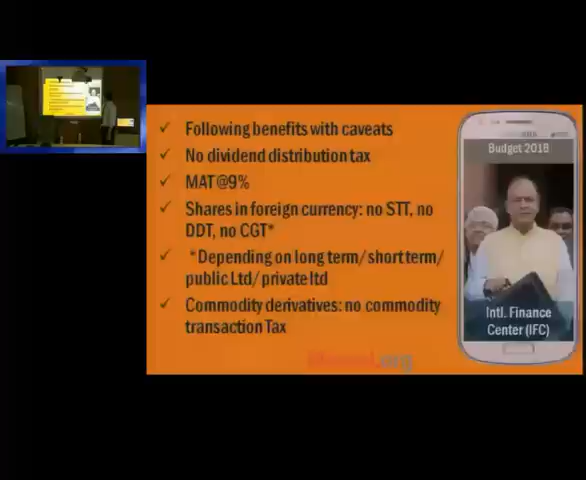 Following benefits with caveats
No dividend distribution tax
MAT@9%
Shares in foreign currency: no STT, no
DDT, no CGT*
*Depending on long term/short term/
public Ltd/private ltd
Commodity derivatives: no commodity
transaction Tax
Budget 2018
Intl. Finance
Center (IFC)